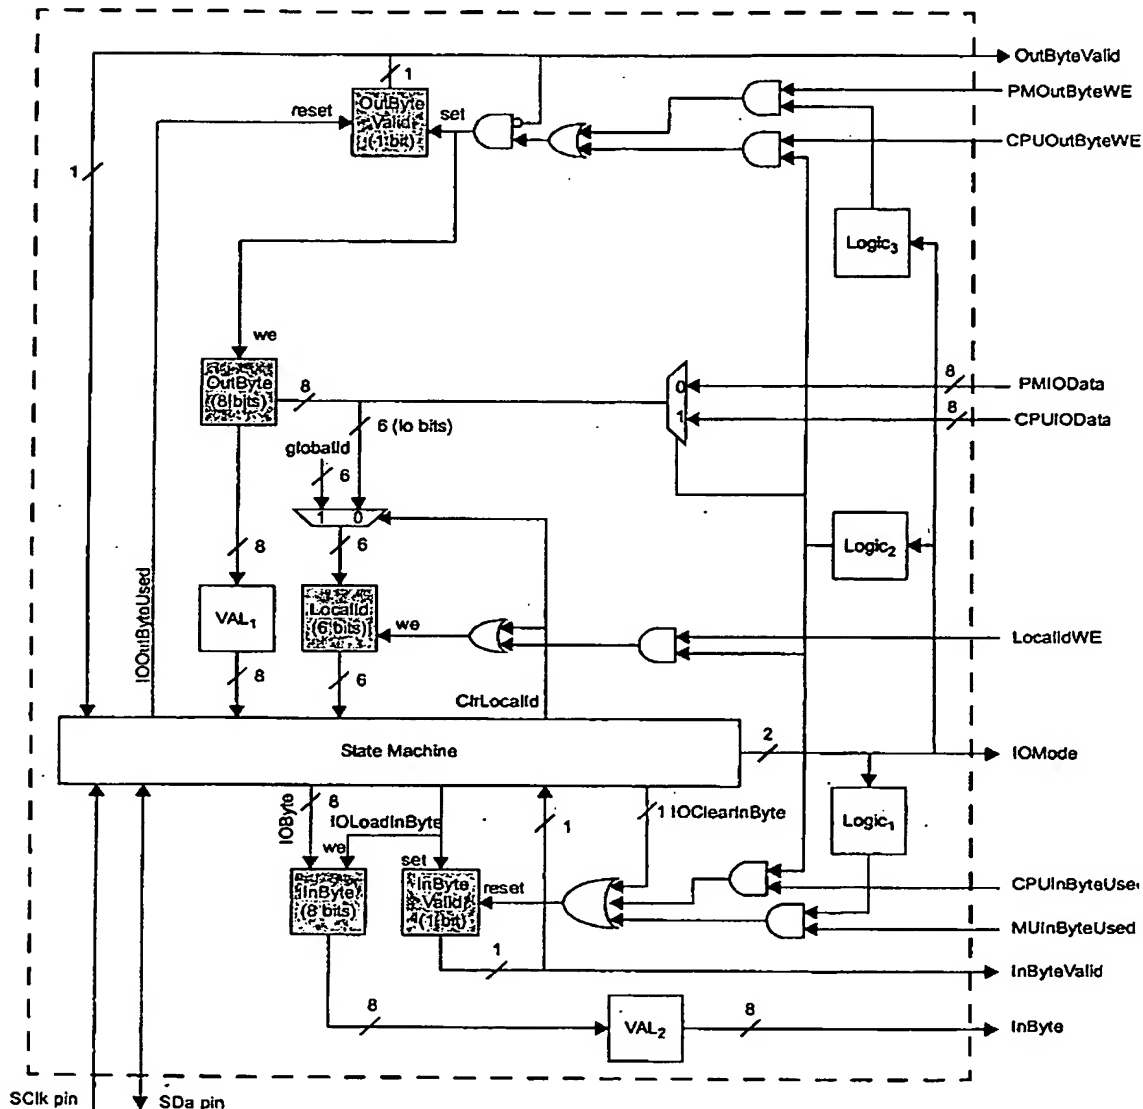 OutByteValid
1
OutByte
Valid
(1 bit)
reset
set
PMOutByteWE
CPUOutByteWE
1
Logic3
we
OutByte
(8 bits)
8
6 (lo bits)
globalId
6
1 0
0
1
8
PMIOData
8
CPUIOData
8
6
Logic2
IOOutByteUsed
VAL1
LocalId
(6 bits)
we
LocalIdWE
8
6
ClrLocalId
State Machine
2
IOMode
IOByte
8
IOLoadInByte
1
1 IOClearInByte
Logic1
we
set
InByte
(8 bits)
InByte
Valid
(1 bit)
reset
CPUInByteUsed
MUInByteUsed
1
InByteValid
8
VAL2
8
InByte
SClk pin
SDa pin